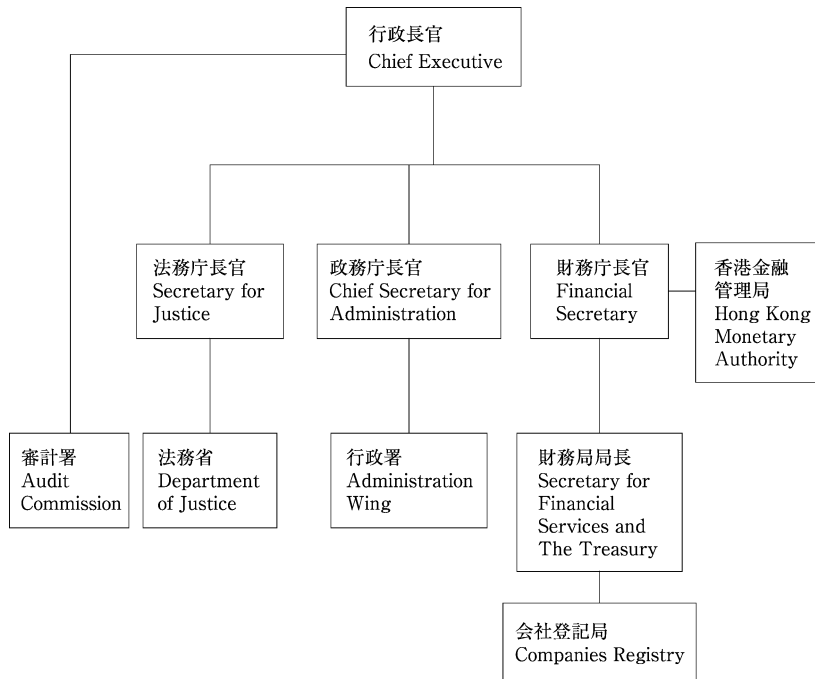 行政長官
Chief Executive
法務庁長官
Secretary for
Justice
政務庁長官
Chief Secretary for
Administration
財務庁長官
Financial
Secretary
香港金融
管理局
Hong Kong
Monetary
Authority
審計署
Audit
Commission
法務省
Department
of Justice
行政署
Administration
Wing
財務局局長
Secretary for
Financial
Services and
The Treasury
会社登記局
Companies Registry